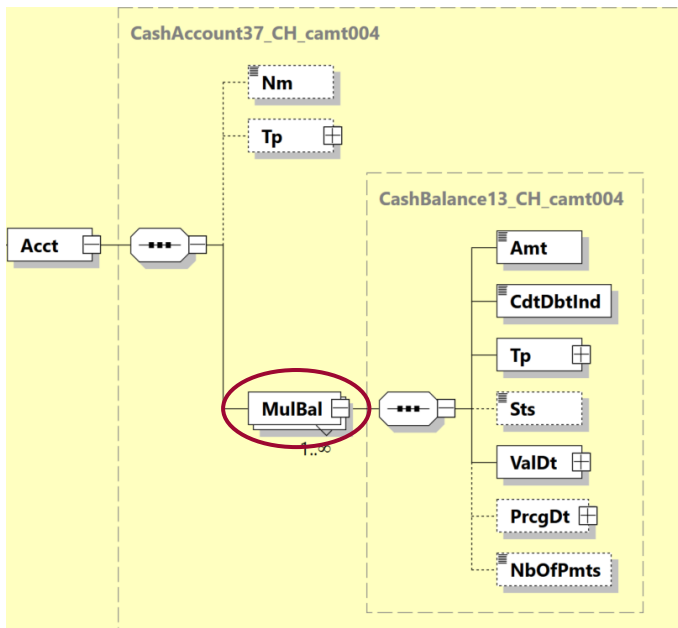 CashAccount37_CH_camt004
Nm
Tp
CashBalance13_CH_camt004
Acct
Amt
CdtDbtInd
Tp
MulBal
Sts
1..∞
ValDt
PrcgDt
NbOfPmts